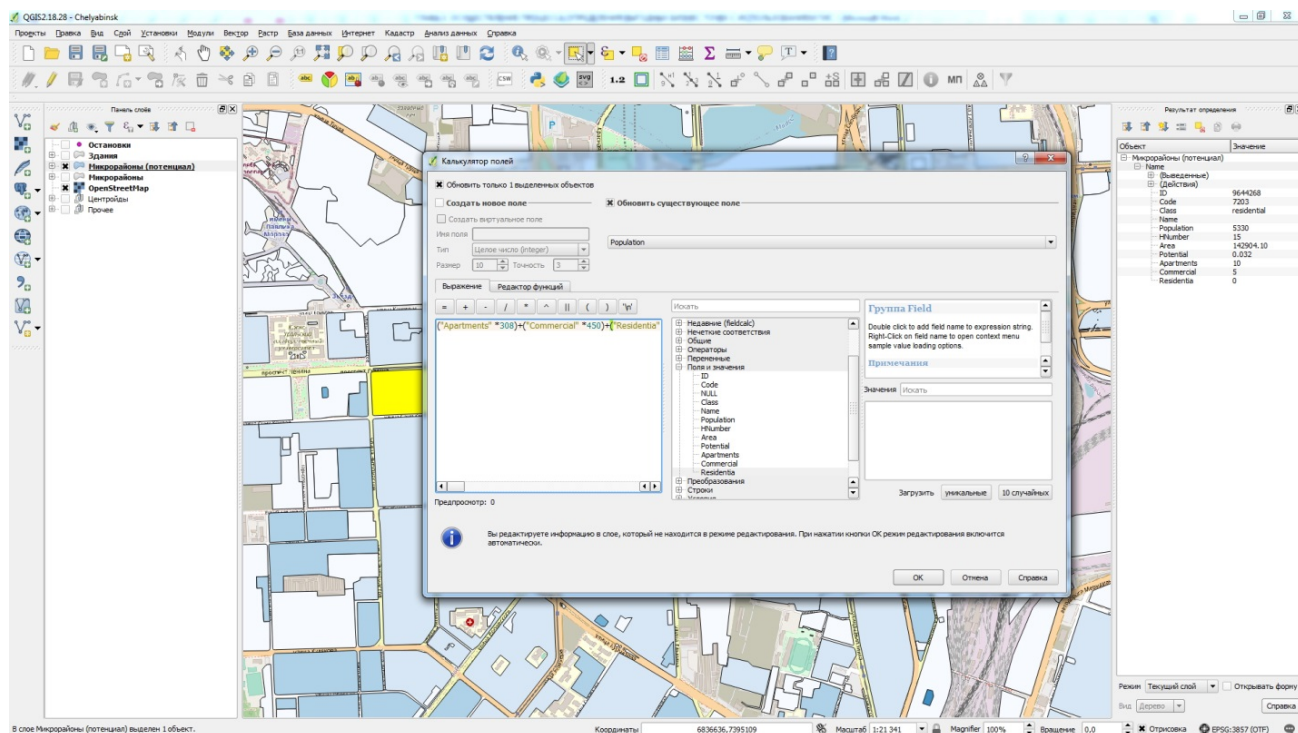 QGIS2.18.28 - Chelyabinsk
Проекты Правка Вид Слой Установки Модули Вектор Растр База данных Интернет Кадастр Анализ данных Справка
CSW
SVG
1.2
МП
Панель слоёв
Остановки
Здания
Микрорайоны (потенциал)
Микрорайоны
OpenStreetMap
Центройды
Прочее
Калькулятор полей
Обновить только 1 выделенных объектов
Создать новое поле
Обновить существующее поле
Создать виртуальное поле
Имя поля
Тип Целое число (integer)
Размер 10 Точность 3
Population
Выражение Редактор функций
= + - / * ^ || ( ) '\n'
("Apartments" *308)+("Commercial" *450)+("Residentia"
Предпросмотр: 0
Искать
Недавние (fieldcalc)
Нечеткие соответствия
Общие
Операторы
Переменные
Поля и значения
ID
Code
NULL
Class
Name
Population
HNumber
Area
Potential
Apartments
Commercial
Residentia
Преобразования
Строки
Группа Field
Double click to add field name to expression string.
Right-Click on field name to open context menu
sample value loading options.
Примечания
Значения Искать
Загрузить уникальные 10 случайных
Вы редактируете информацию в слое, который не находится в режиме редактирования. При нажатии кнопки OK режим редактирования включится
автоматически.
OK Отмена Справка
Результат определения
Объект Значение
Микрорайоны (потенциал)
Name
(Выведенные)
(Действия)
ID 9644268
Code 7203
Class residential
Name
Population 5330
HNumber 15
Area 142904.10
Potential 0.032
Apartments 10
Commercial 5
Residentia 0
Режим Текущий слой Открывать форму
Вид Дерево Справка
В слое Микрорайоны (потенциал) выделен 1 объект.
Координаты 6836636,7395109 Масштаб 1:21 341 Magnifier 100% Вращение 0,0 Отрисовка EPSG:3857 (OTF)